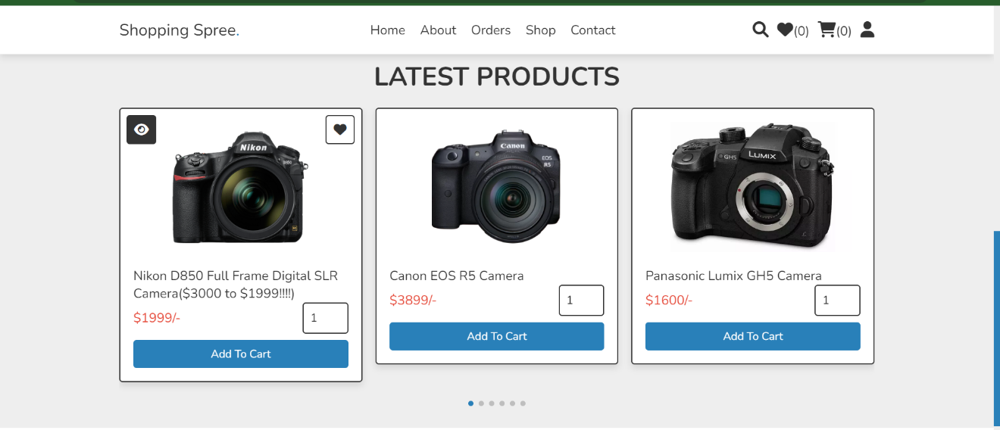 Shopping Spree.
Home About Orders Shop Contact
(0) (0)
LATEST PRODUCTS
Nikon
D850
Canon
EOS
R5
GH5 LUMIX
Nikon D850 Full Frame Digital SLR
Camera($3000 to $1999!!!!)
$1999/-
1
Add To Cart
Canon EOS R5 Camera
$3899/-
1
Add To Cart
Panasonic Lumix GH5 Camera
$1600/-
1
Add To Cart